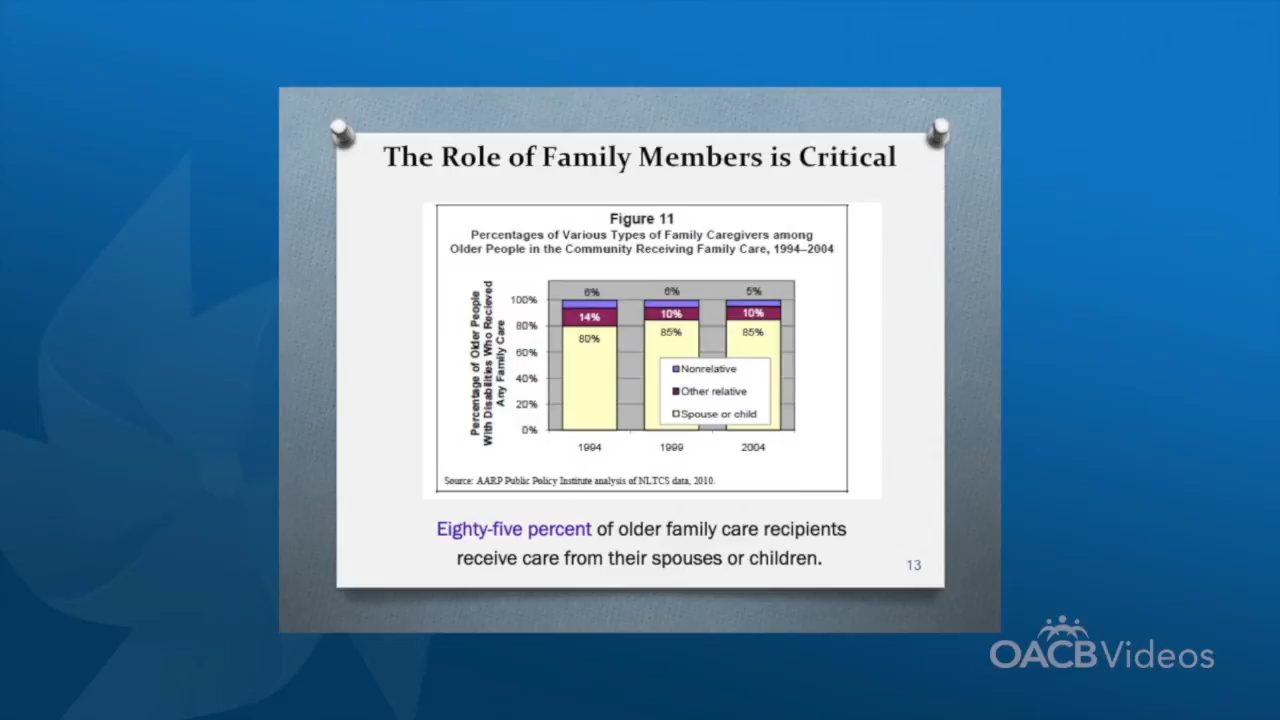 The Role of Family Members is Critical
Figure 11
Percentages of Various Types of Family Caregivers among
Older People in the Community Receiving Family Care, 1994–2004
Percentage of Older People
With Disabilities Who Recieved
Any Family Care
100%
80%
60%
40%
20%
0%
6%
14%
80%
6%
10%
85%
5%
10%
85%
Nonrelative
Other relative
Spouse or child
1994
1999
2004
Source: AARP Public Policy Institute analysis of NLTCS data, 2010.
Eighty-five percent of older family care recipients
receive care from their spouses or children.
13
OACBVideos